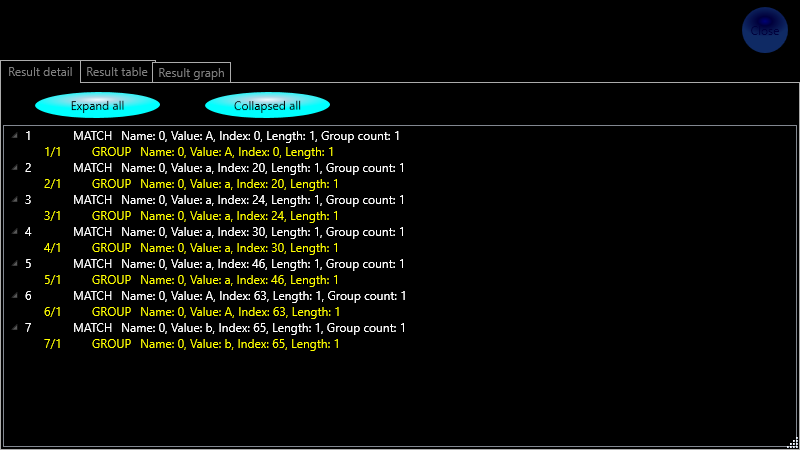 Close
Result detail Result table Result graph
Expand all Collapsed all
1 MATCH Name: 0, Value: A, Index: 0, Length: 1, Group count: 1
1/1 GROUP Name: 0, Value: A, Index: 0, Length: 1
2 MATCH Name: 0, Value: a, Index: 20, Length: 1, Group count: 1
2/1 GROUP Name: 0, Value: a, Index: 20, Length: 1
3 MATCH Name: 0, Value: a, Index: 24, Length: 1, Group count: 1
3/1 GROUP Name: 0, Value: a, Index: 24, Length: 1
4 MATCH Name: 0, Value: a, Index: 30, Length: 1, Group count: 1
4/1 GROUP Name: 0, Value: a, Index: 30, Length: 1
5 MATCH Name: 0, Value: a, Index: 46, Length: 1, Group count: 1
5/1 GROUP Name: 0, Value: a, Index: 46, Length: 1
6 MATCH Name: 0, Value: A, Index: 63, Length: 1, Group count: 1
6/1 GROUP Name: 0, Value: A, Index: 63, Length: 1
7 MATCH Name: 0, Value: b, Index: 65, Length: 1, Group count: 1
7/1 GROUP Name: 0, Value: b, Index: 65, Length: 1